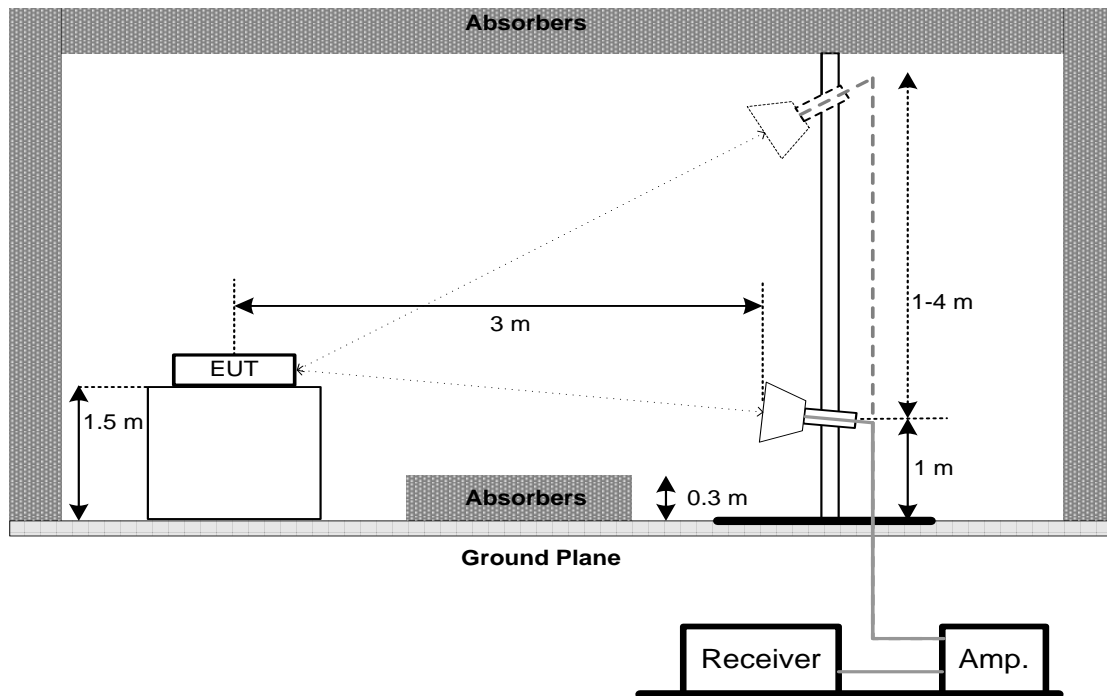 Absorbers
3 m
1-4 m
EUT
1.5 m
1 m
Absorbers
0.3 m
Ground Plane
Receiver
Amp.